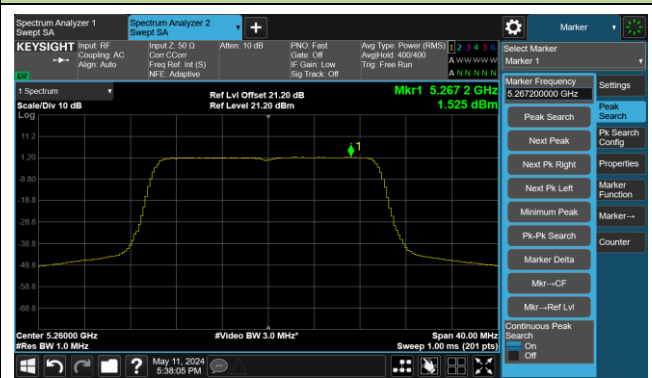 Spectrum Analyzer 1
Swept SA
Spectrum Analyzer 2
Swept SA
+
Marker
KEYSIGHT
Input: RF
Coupling: AC
Align: Auto
Input Z: 50 Ω
Corr CCorr
Freq Ref: Int (S)
NFE: Adaptive
Atten: 10 dB
PNO: Fast
Gate: Off
IF Gain: Low
Sig Track: Off
Avg Type: Power (RMS)
Avg|Hold: 400/400
Trig: Free Run
1 2 3 4 5 6
A W W W W W
A N N N N N
LXI
Select Marker
Marker 1
1 Spectrum
Scale/Div 10 dB
Log
Ref Lvl Offset 21.20 dB
Ref Level 21.20 dBm
Mkr1 5.267 2 GHz
1.525 dBm
11.2
1.20
-8.80
-18.8
-28.8
-38.8
-48.8
-58.8
-68.8
1
Center 5.26000 GHz
#Res BW 1.0 MHz
#Video BW 3.0 MHz*
Span 40.00 MHz
Sweep 1.00 ms (201 pts)
Marker Frequency
5.267200000 GHz
Peak Search
Next Peak
Next Pk Right
Next Pk Left
Minimum Peak
Pk-Pk Search
Marker Delta
Mkr→CF
Mkr→Ref Lvl
Continuous Peak
Search
On
Off
Settings
Peak
Search
Pk Search
Config
Properties
Marker
Function
Marker→
Counter
?
May 11, 2024
5:38:05 PM